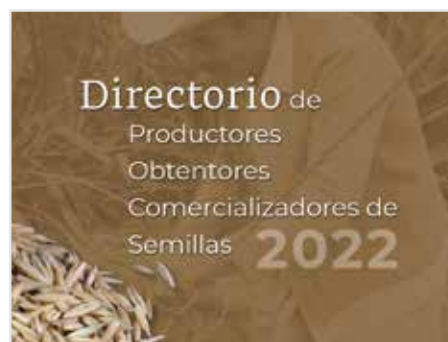 Directorio de
Productores
Obtentores
Comercializadores de
Semillas 2022